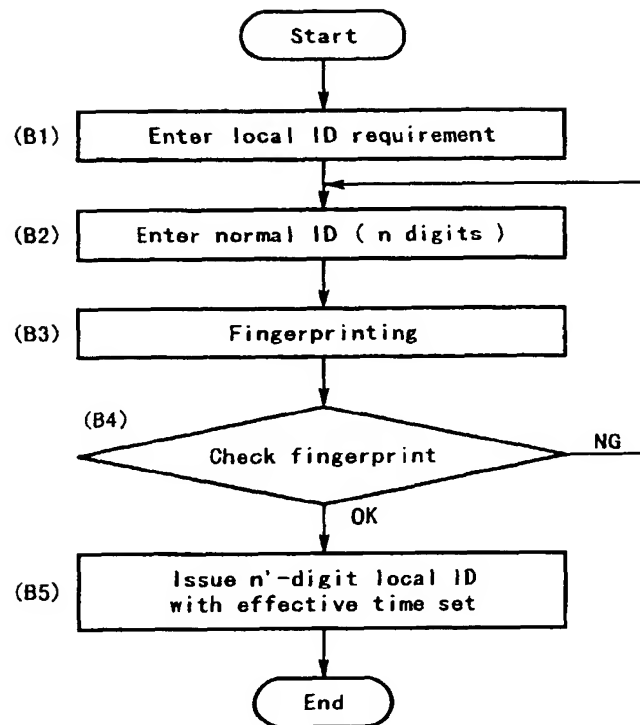 Start
(B1)
Enter local ID requirement
(B2)
Enter normal ID ( n digits )
(B3)
Fingerprinting
(B4)
Check fingerprint
NG
OK
(B5)
Issue n'-digit local ID
with effective time set
End